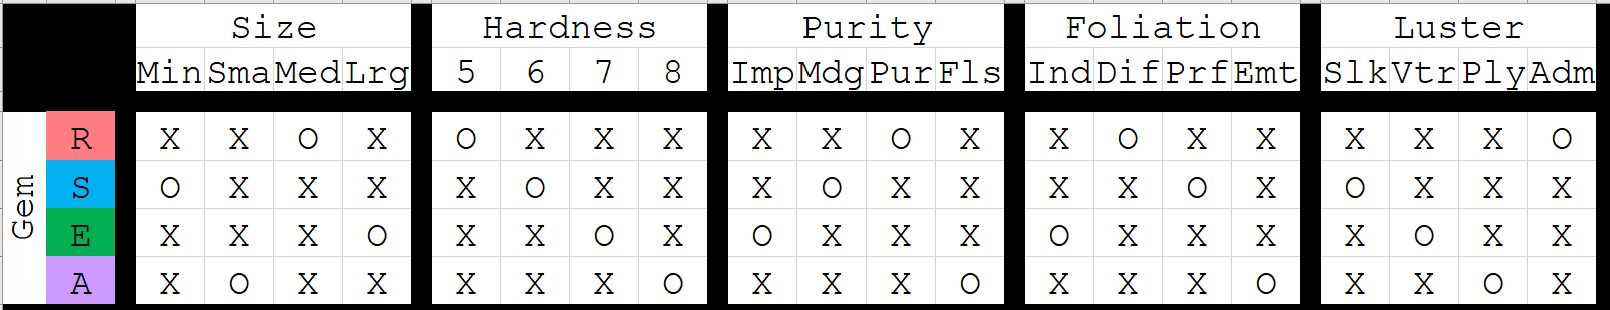 Size Hardness Purity Foliation Luster
Min Sma Med Lrg 5 6 7 8 Imp Mdg Pur Fls Ind Dif Prf Emt Slk Vtr Ply Adm
Gem
R X X O X O X X X X X O X X O X X X X X O
S O X X X X O X X X O X X X X O X O X X X
E X X X O X X O X O X X X O X X X X O X X
A X O X X X X X O X X X O X X X O X X O X